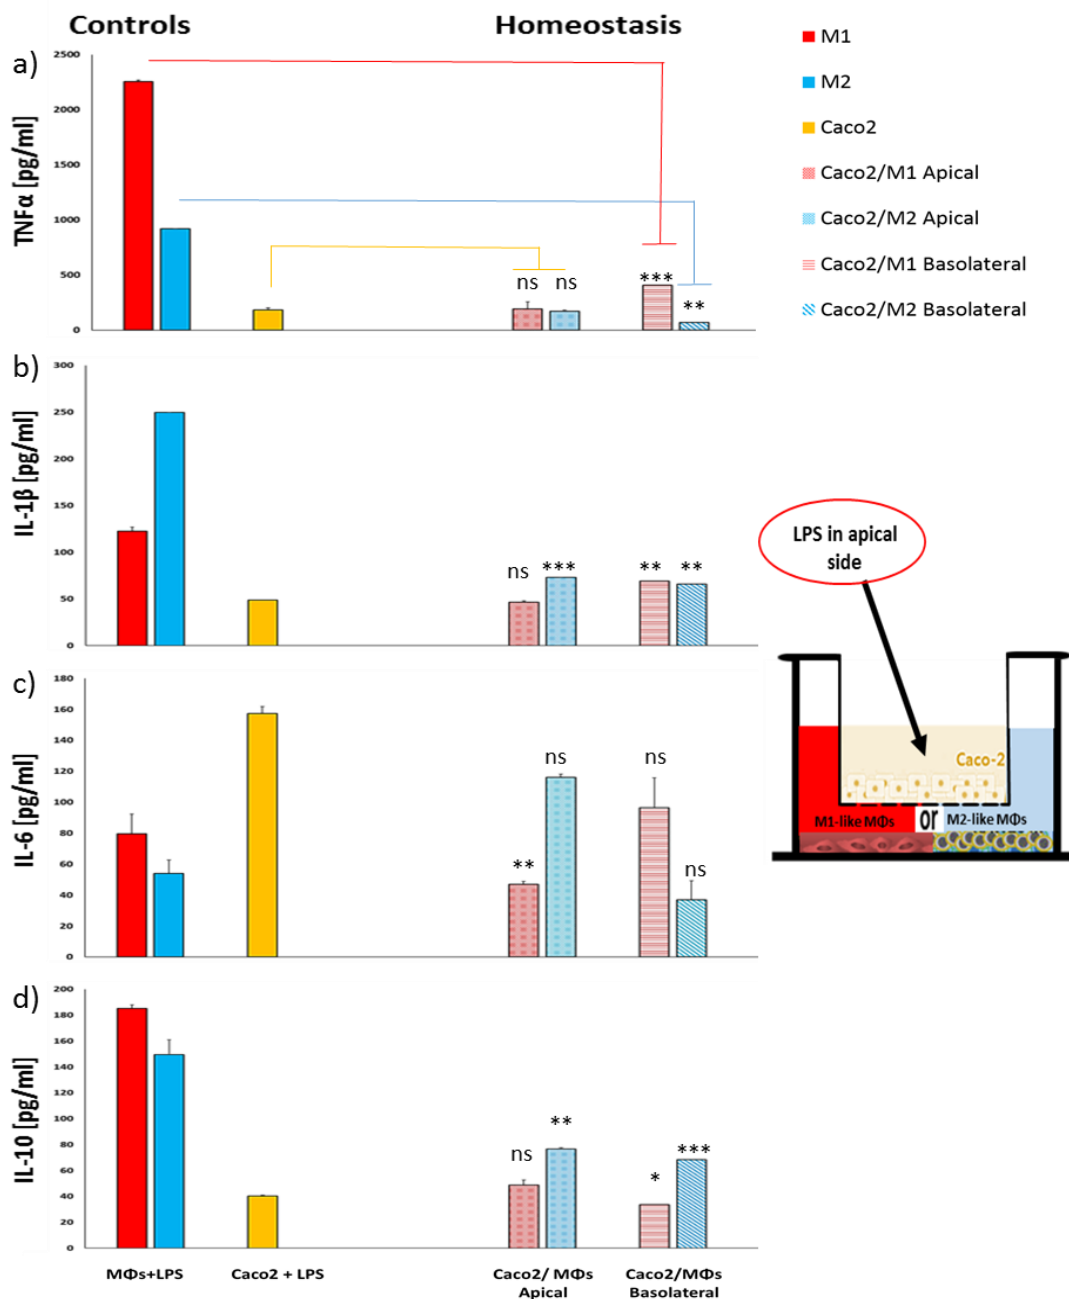 Controls
Homeostasis
M1
M2
Caco2
Caco2/M1 Apical
Caco2/M2 Apical
Caco2/M1 Basolateral
Caco2/M2 Basolateral
a)
TNFα [pg/ml]
2500
2000
1500
1000
500
0
ns
ns
***
**
b)
IL-1β [pg/ml]
300
250
200
150
100
50
0
ns
***
**
**
LPS in apical
side
Caco-2
M1-like MΦs
or
M2-like MΦs
c)
IL-6 [pg/ml]
180
160
140
120
100
80
60
40
20
0
**
ns
ns
ns
d)
IL-10 [pg/ml]
200
180
160
140
120
100
80
60
40
20
0
ns
**
*
***
MΦs+LPS
Caco2 + LPS
Caco2/ MΦs
Apical
Caco2/MΦs
Basolateral